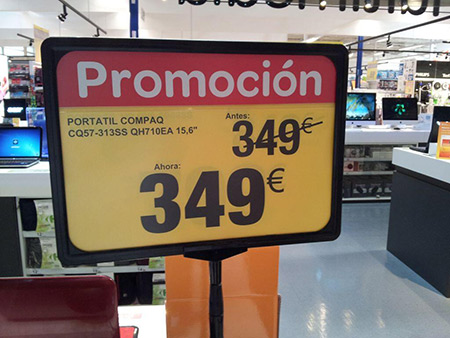 Promoción
PORTATIL COMPAQ
CQ57-313SS QH710EA 15,6"
Antes:
349€
Ahora:
349€